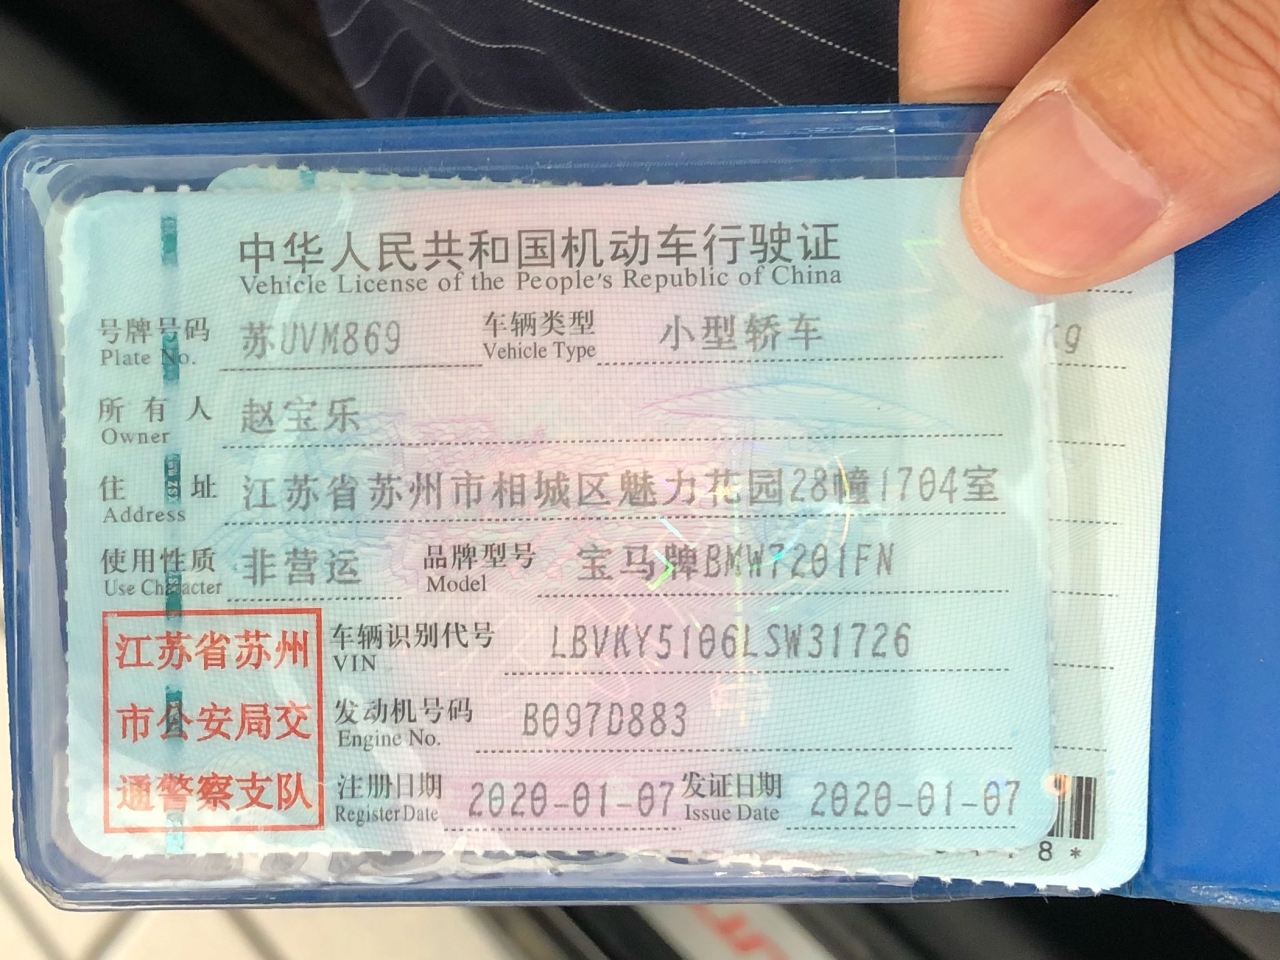 中华人民共和国机动车行驶证
Vehicle License of the People's Republic of China
号牌号码 苏UVM869 车辆类型 小型轿车
Plate No. Vehicle Type
kg
所有人 赵宝乐
Owner
住址 江苏省苏州市相城区魅力花园28幢1704室
Address
使用性质 非营运 品牌型号 宝马牌BMW7201FN
Use Character Model
江苏省苏州
市公安局交
通警察支队
车辆识别代号 LBVKY5106LSW31726
VIN
发动机号码 B097D883
Engine No.
注册日期 2020-01-07 发证日期 2020-01-07
Register Date Issue Date
8*